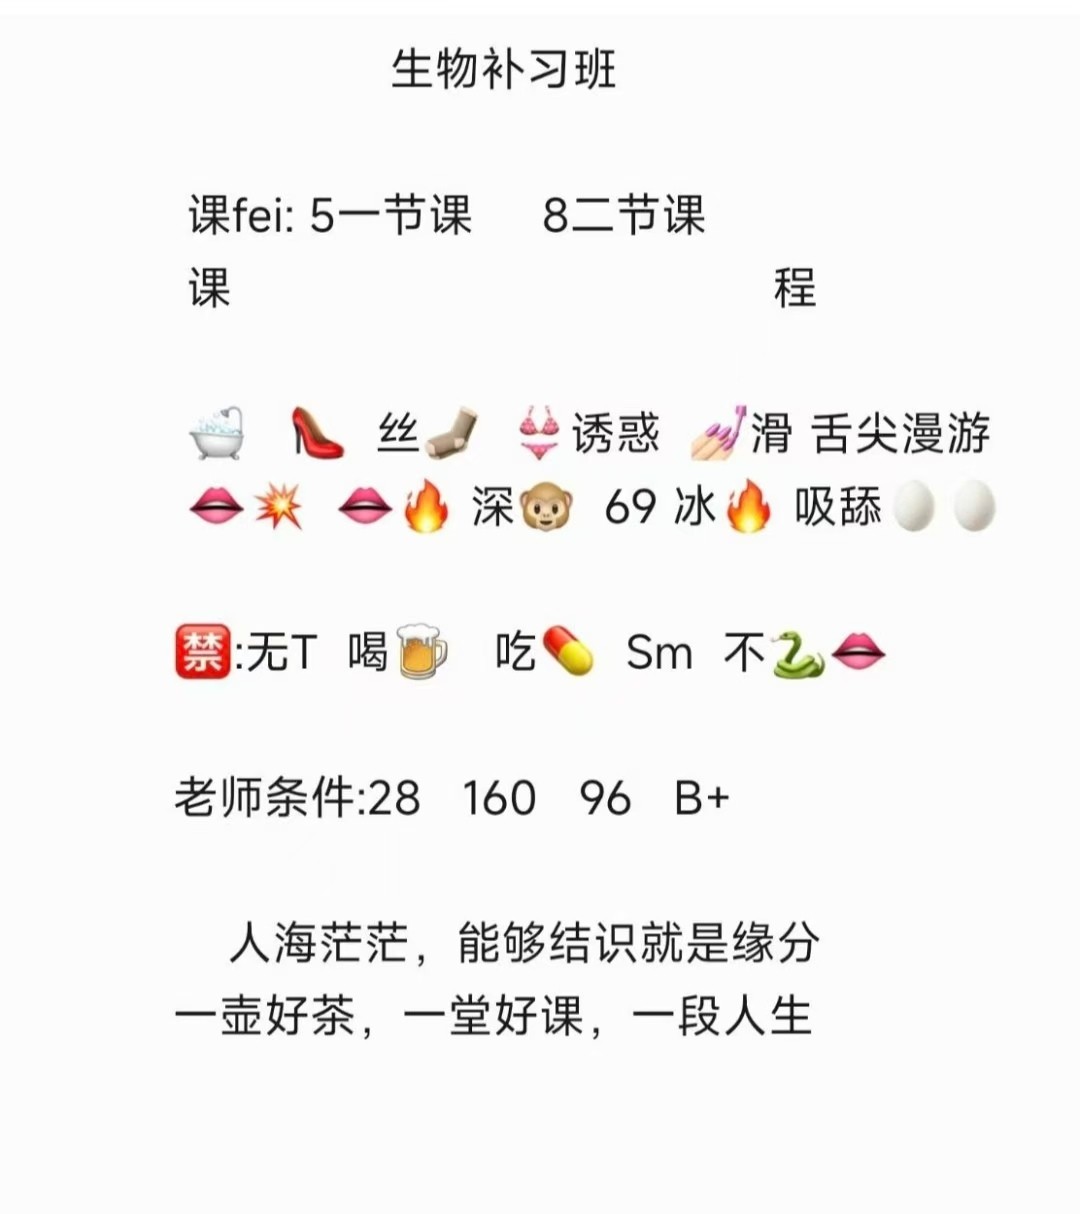 生物补习班
课fei: 5一节课 8二节课
课 程
🛁 👠 丝🧦 👙诱惑 💅滑 舌尖漫游
👄💥 👄🔥 深🐵 69 冰🔥 吸舔🥚🥚
🈲:无T 喝🍺 吃💊 Sm 不🐍👄
老师条件:28 160 96 B+
人海茫茫，能够结识就是缘分
一壶好茶，一堂好课，一段人生